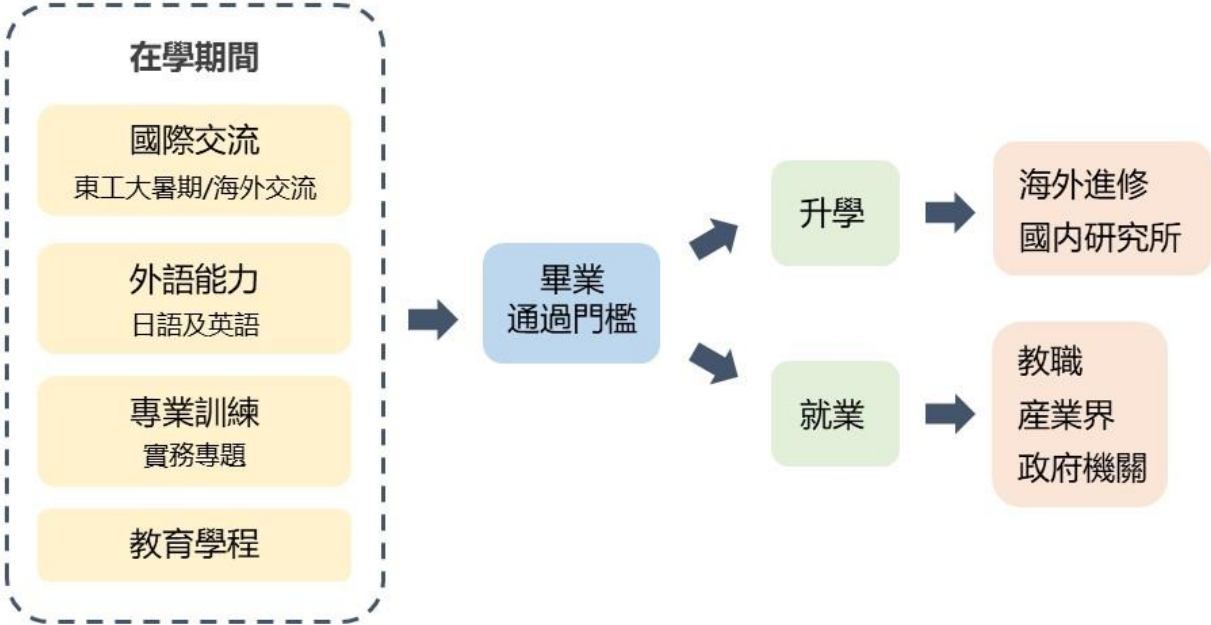 在學期間
國際交流
東工大暑期/海外交流
外語能力
日語及英語
專業訓練
實務專題
教育學程
畢業
通過門檻
升學
海外進修
國内研究所
就業
教職
産業界
政府機關